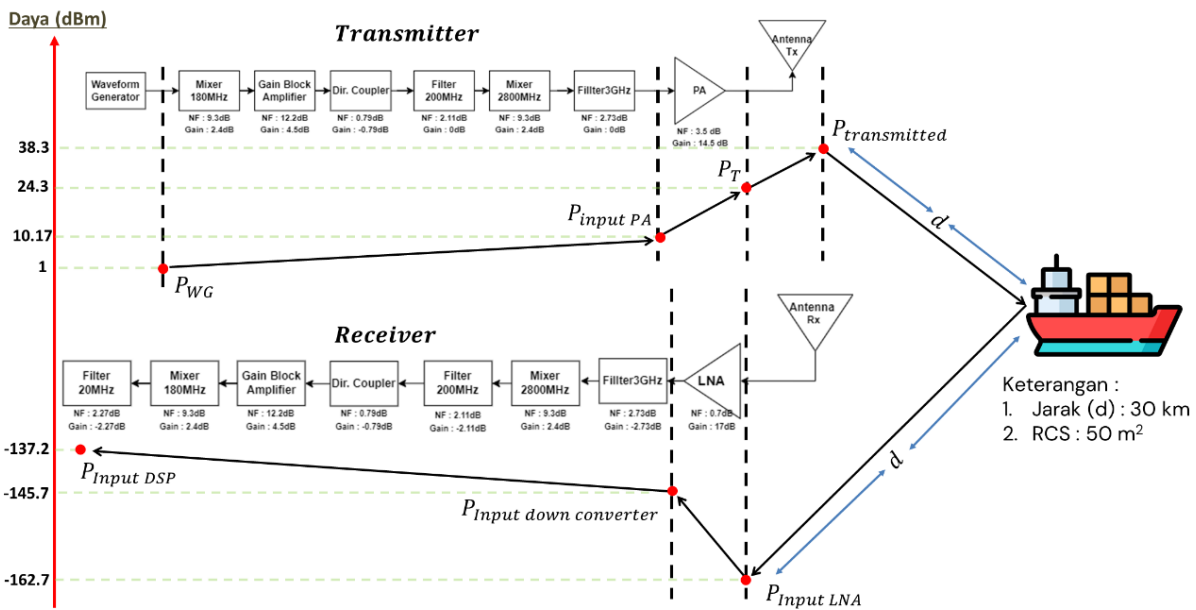 Daya (dBm)
Transmitter
Antenna
Tx
Waveform
Generator
Mixer
180MHz
NF : 9.3dB
Gain : 2.4dB
Gain Block
Amplifier
NF : 12.2dB
Gain : 4.5dB
Dir. Coupler
NF : 0.79dB
Gain : -0.79dB
Filter
200MHz
NF : 2.11dB
Gain : 0dB
Mixer
2800MHz
NF : 9.3dB
Gain : 2.4dB
Fillter3GHz
NF : 2.73dB
Gain : 0dB
PA
NF : 3.5 dB
Gain : 14.5 dB
38.3
24.3
10.17
1
P_transmitted
P_T
P_input PA
P_WG
d
Receiver
Antenna
Rx
Filter
20MHz
NF : 2.27dB
Gain : -2.27dB
Mixer
180MHz
NF : 9.3dB
Gain : 2.4dB
Gain Block
Amplifier
NF : 12.2dB
Gain : 4.5dB
Dir. Coupler
NF : 0.79dB
Gain : -0.79dB
Filter
200MHz
NF : 2.11dB
Gain : -2.11dB
Mixer
2800MHz
NF : 9.3dB
Gain : 2.4dB
Fillter3GHz
NF : 2.73dB
Gain : -2.73dB
LNA
NF : 0.7dB
Gain : 17dB
Keterangan :
1. Jarak (d) : 30 km
2. RCS : 50 m²
-137.2
-145.7
-162.7
P_Input DSP
P_Input down converter
P_Input LNA
d